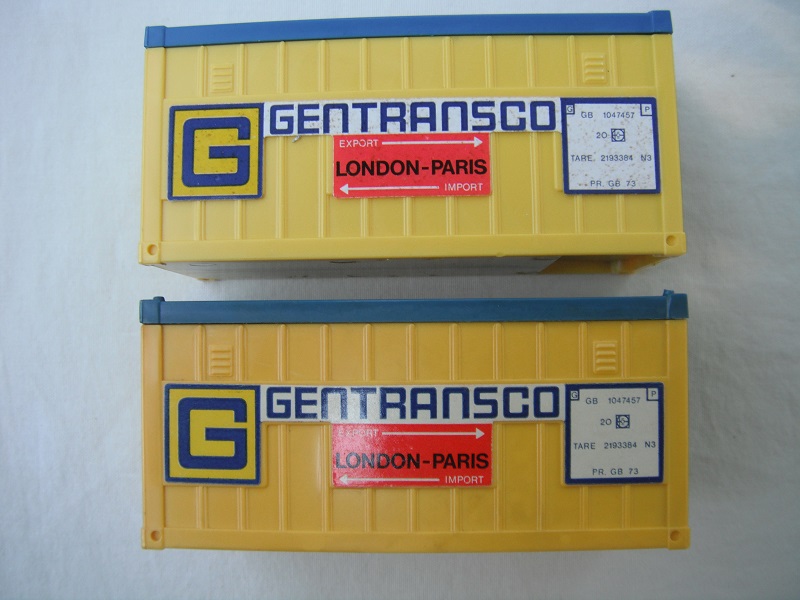 G
GENTRANSCO
EXPORT
LONDON-PARIS
IMPORT
G P
GB 1047457
20
TARE. 2193384 N3
PR. GB 73
G
GENTRANSCO
EXPORT
LONDON-PARIS
IMPORT
G P
GB 1047457
20
TARE 2193384 N3
PR. GB 73